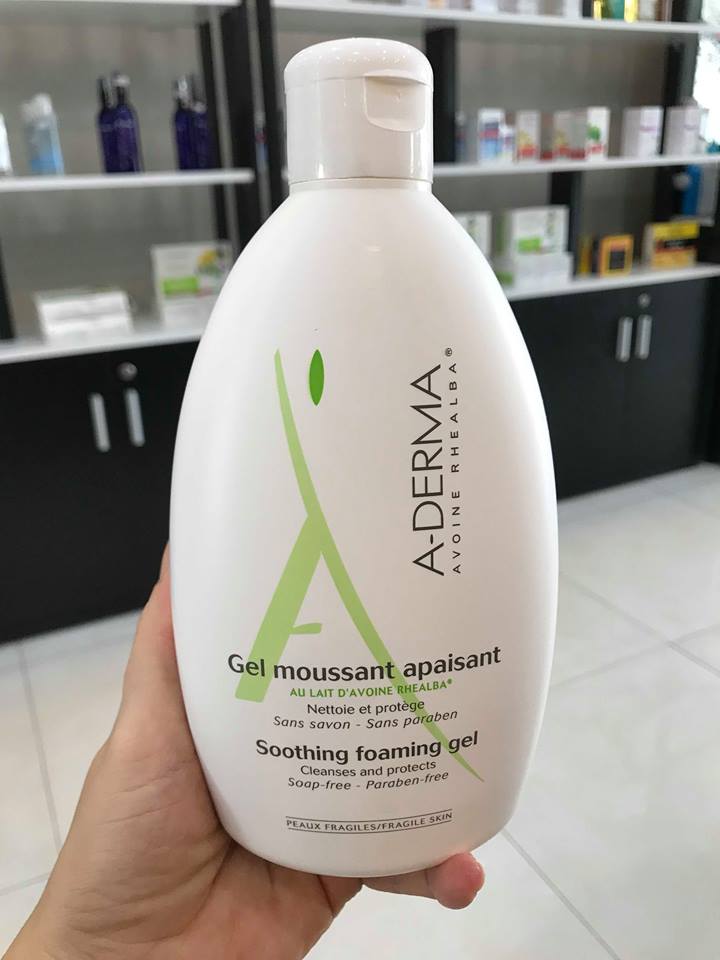 A-DERMA
AVOINE RHEALBA®
Gel moussant apaisant
AU LAIT D'AVOINE RHEALBA®
Nettoie et protège
Sans savon - Sans paraben
Soothing foaming gel
Cleanses and protects
Soap-free - Paraben-free
PEAUX FRAGILES/FRAGILE SKIN